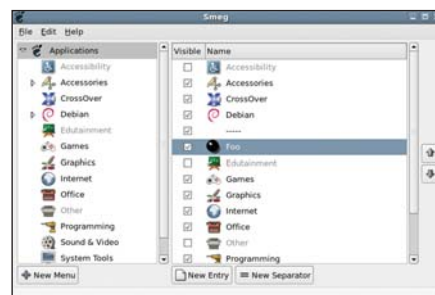 Smeg
File Edit Help
Applications
Accessibility
Accessories
CrossOver
Debian
Edutainment
Games
Graphics
Internet
Office
Other
Programming
Sound & Video
System Tools
New Menu
Visible Name
Accessibility
Accessories
CrossOver
Debian
-----
Foo
Edutainment
Games
Graphics
Internet
Office
Other
Programming
New Entry
New Separator